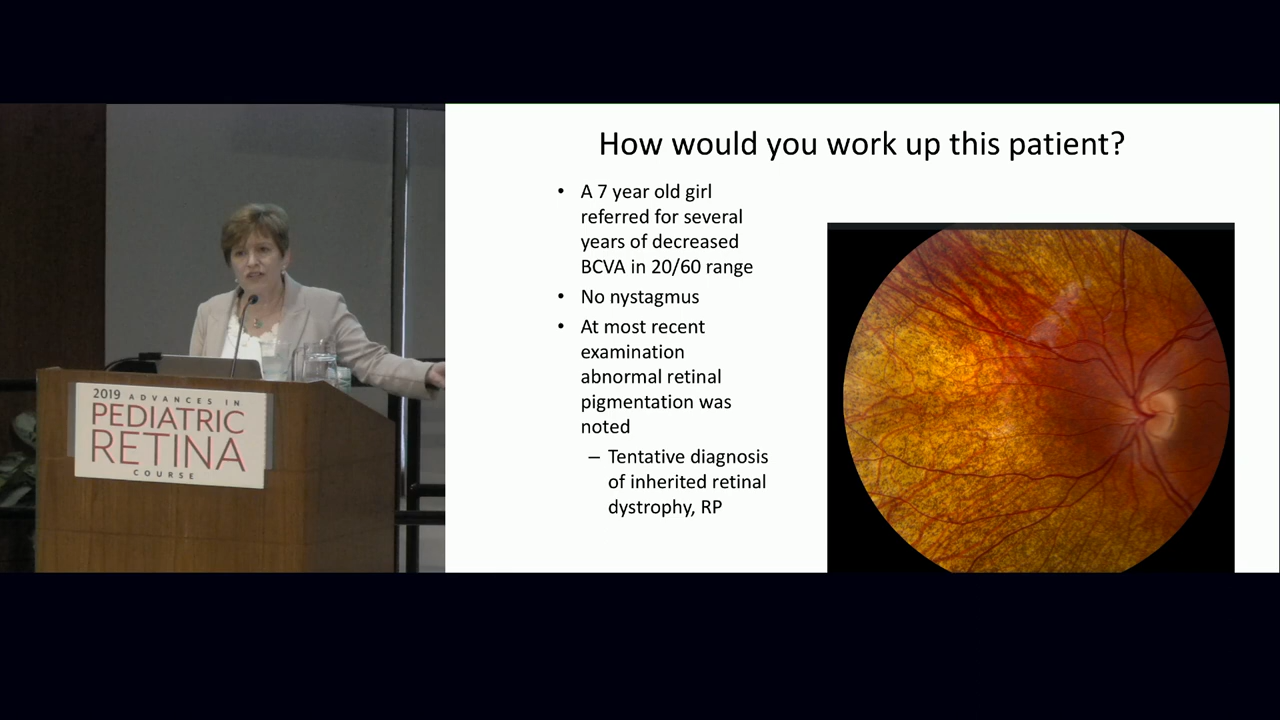 2019 ADVANCES IN
PEDIATRIC
RETINA
COURSE
How would you work up this patient?
• A 7 year old girl
referred for several
years of decreased
BCVA in 20/60 range
• No nystagmus
• At most recent
examination
abnormal retinal
pigmentation was
noted
– Tentative diagnosis
of inherited retinal
dystrophy, RP